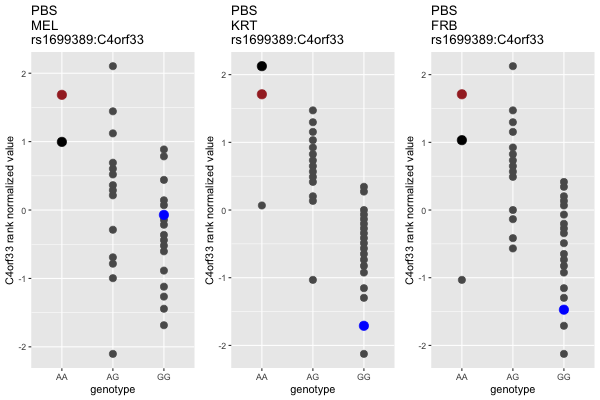 PBS
MEL
rs1699389:C4orf33
C4orf33 rank normalized value
2
1
0
-1
-2
AA
AG
GG
genotype
PBS
KRT
rs1699389:C4orf33
C4orf33 rank normalized value
2
1
0
-1
-2
AA
AG
GG
genotype
PBS
FRB
rs1699389:C4orf33
C4orf33 rank normalized value
2
1
0
-1
-2
AA
AG
GG
genotype